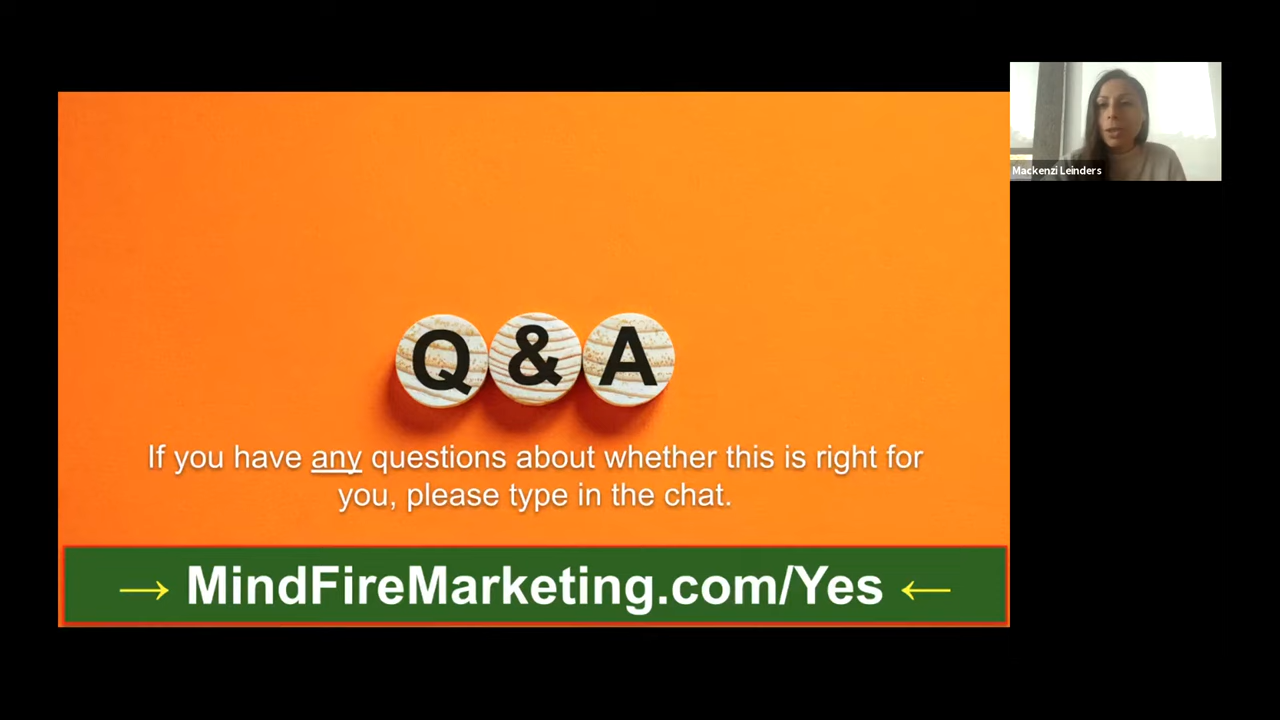 Mackenzi Leinders
Q & A
If you have any questions about whether this is right for
you, please type in the chat.
→ MindFireMarketing.com/Yes ←